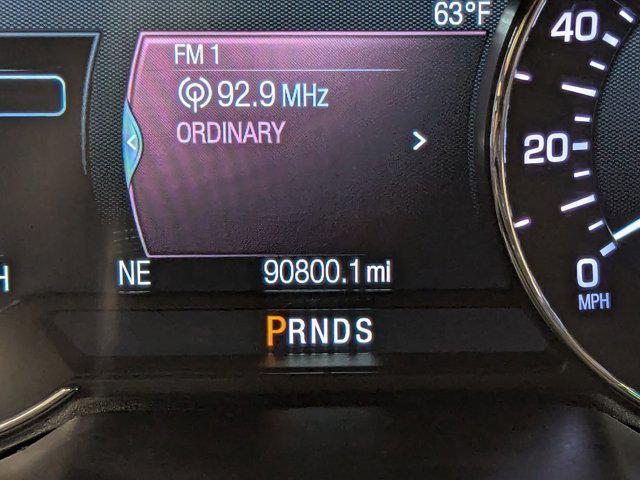 63°F
FM 1
92.9 MHz
ORDINARY
NE
90800.1 mi
PRNDS
40
20
0
MPH
H